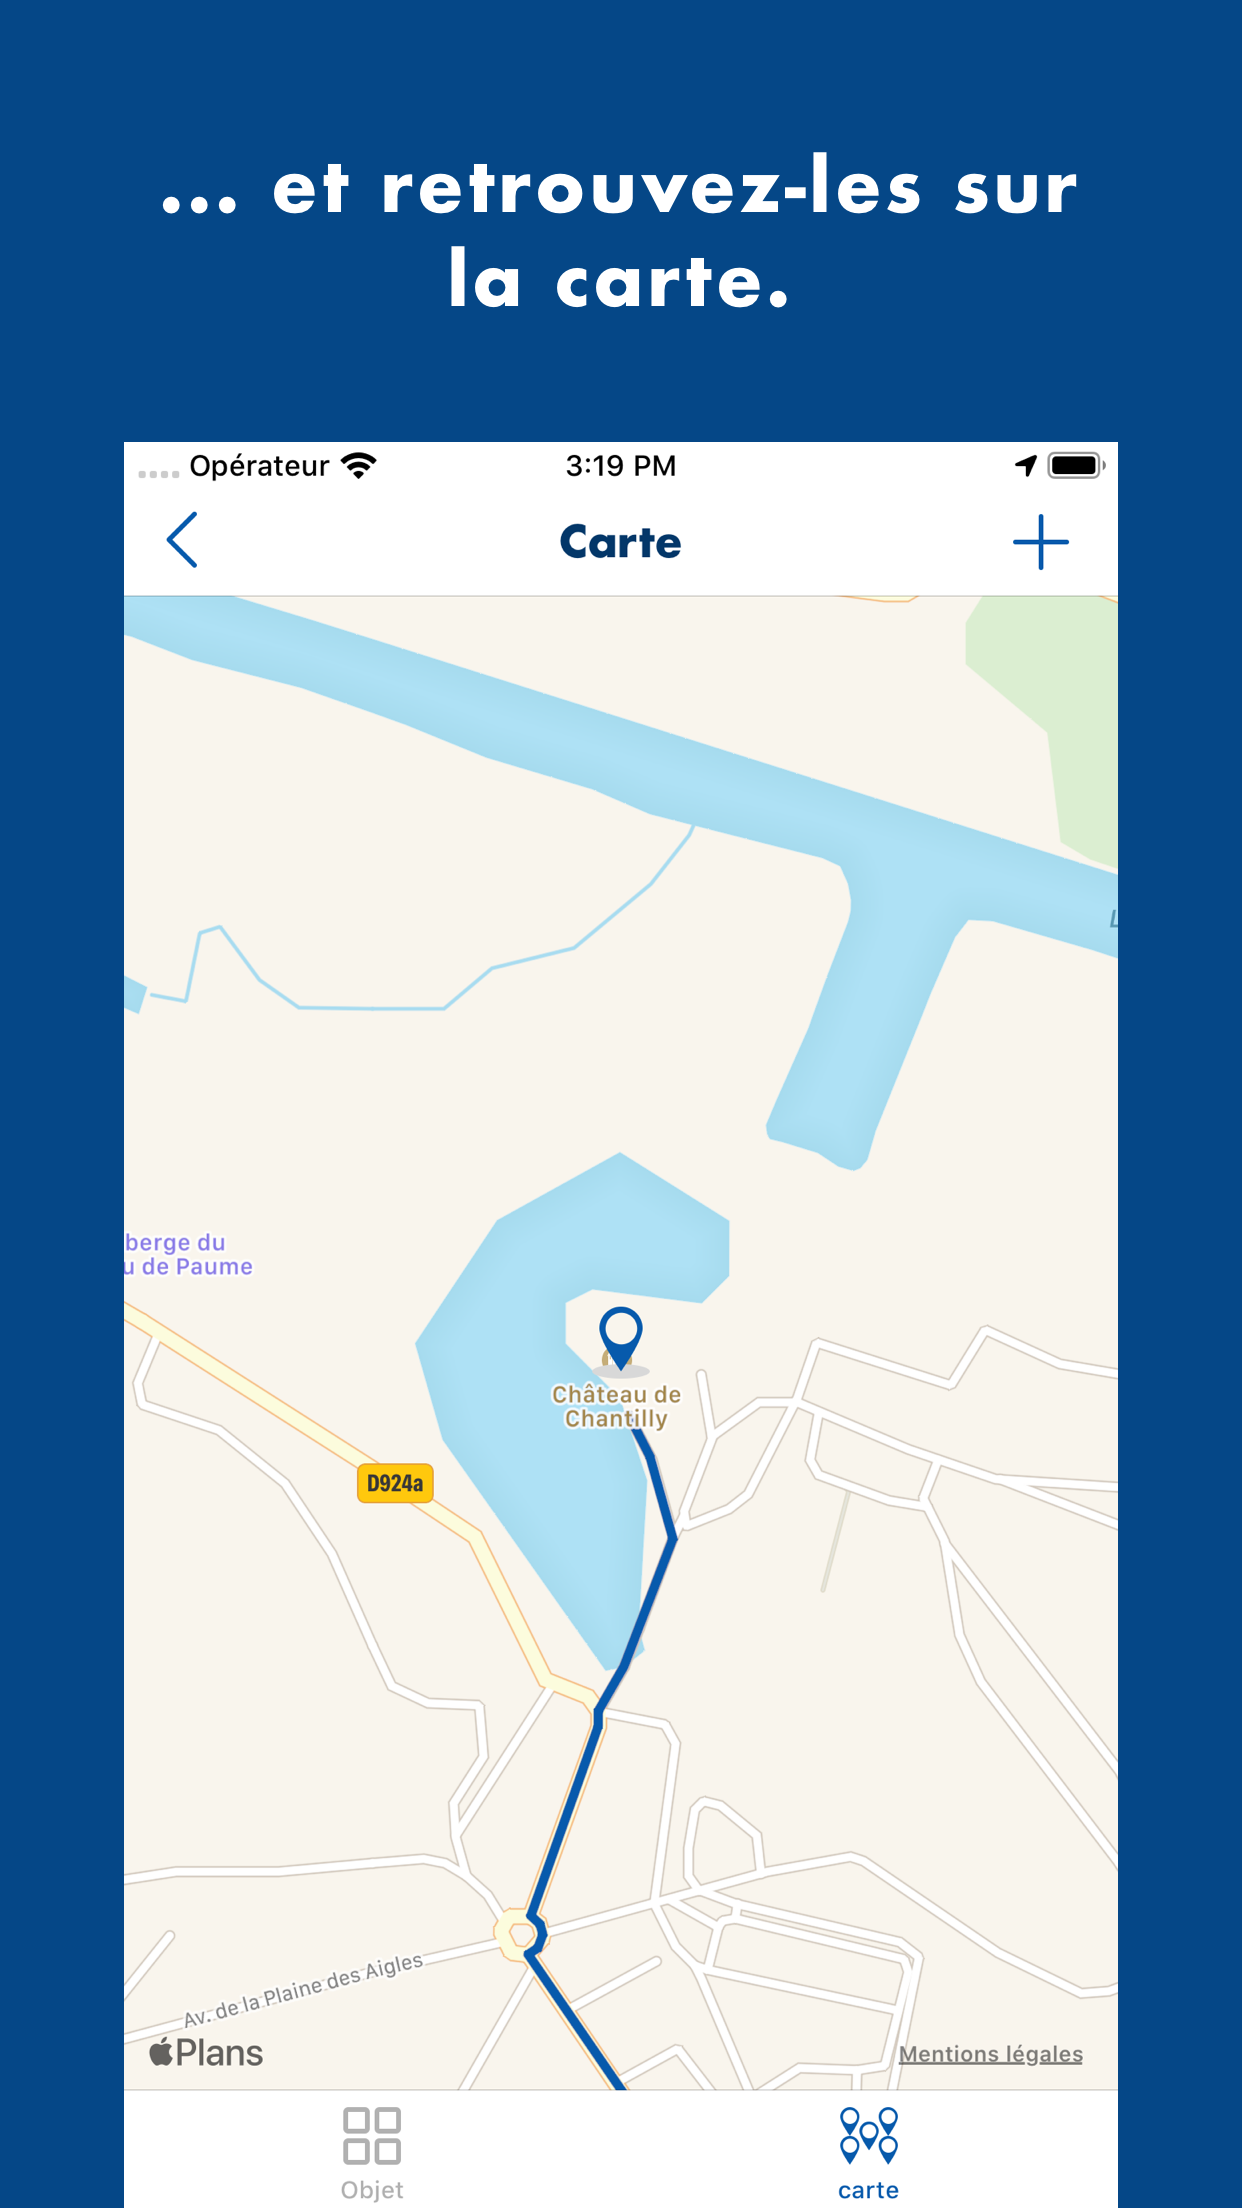 ... et retrouvez-les sur
la carte.
Opérateur 3:19 PM
Carte
L
berge du
u de Paume
Château de
Chantilly
D924a
Av. de la Plaine des Aigles
Plans
Mentions légales
Objet
carte